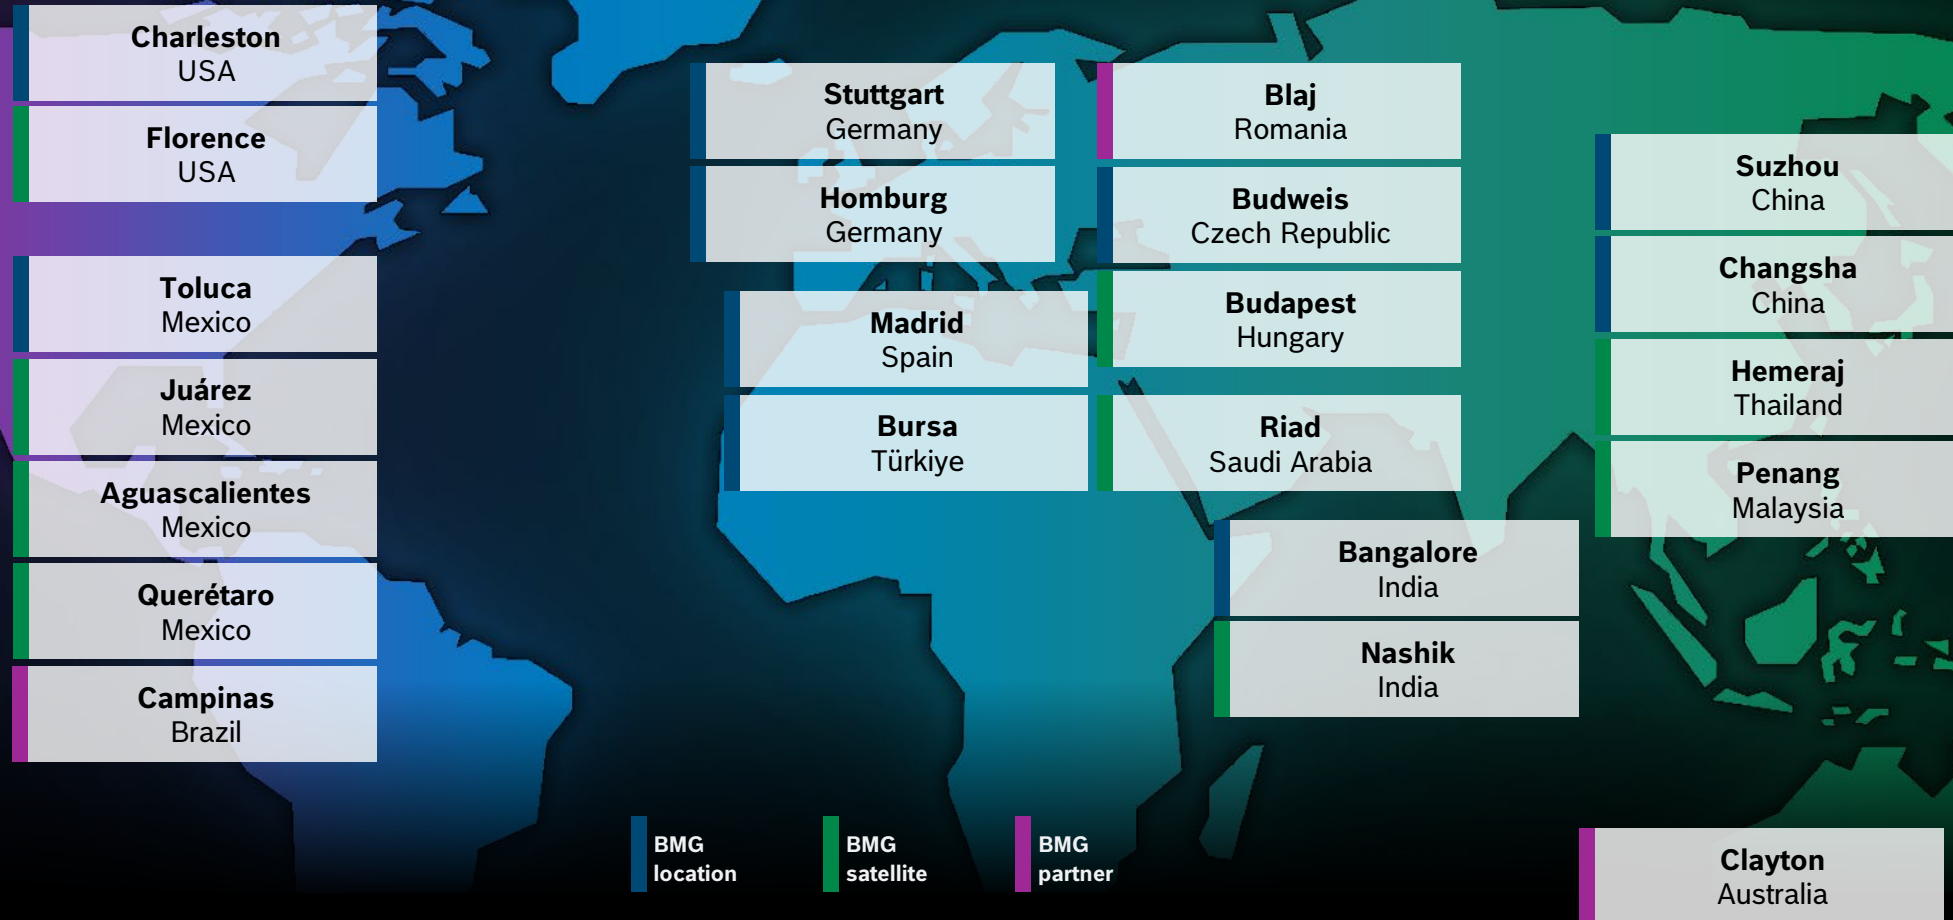 Charleston
USA
Florence
USA
Toluca
Mexico
Juárez
Mexico
Aguascalientes
Mexico
Querétaro
Mexico
Campinas
Brazil
Stuttgart
Germany
Homburg
Germany
Madrid
Spain
Bursa
Türkiye
Blaj
Romania
Budweis
Czech Republic
Budapest
Hungary
Riad
Saudi Arabia
Bangalore
India
Nashik
India
Suzhou
China
Changsha
China
Hemeraj
Thailand
Penang
Malaysia
Clayton
Australia
BMG
location
BMG
satellite
BMG
partner